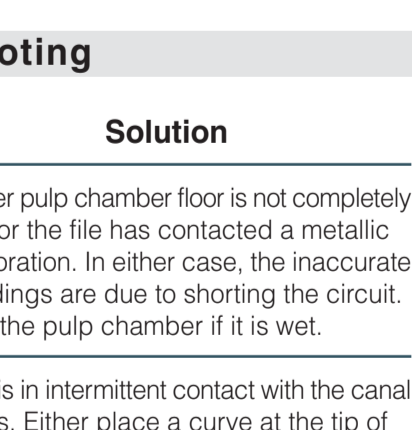 oting
Solution
er pulp chamber floor is not completely
or the file has contacted a metallic
oration. In either case, the inaccurate
dings are due to shorting the circuit.
the pulp chamber if it is wet.
is in intermittent contact with the canal
s. Either place a curve at the tip of